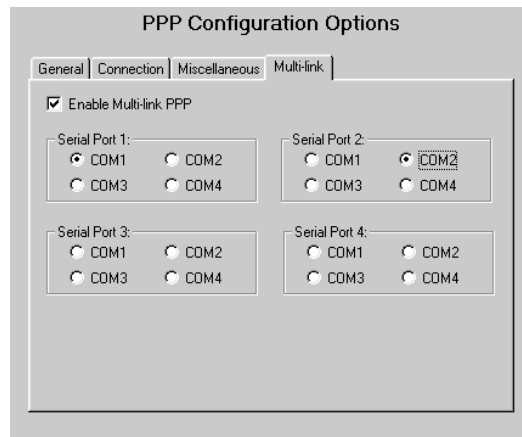 PPP Configuration Options
General Connection Miscellaneous Multi-link
Enable Multi-link PPP
Serial Port 1: Serial Port 2:
COM1 COM2 COM1 COM2
COM3 COM4 COM3 COM4
Serial Port 3: Serial Port 4:
COM1 COM2 COM1 COM2
COM3 COM4 COM3 COM4